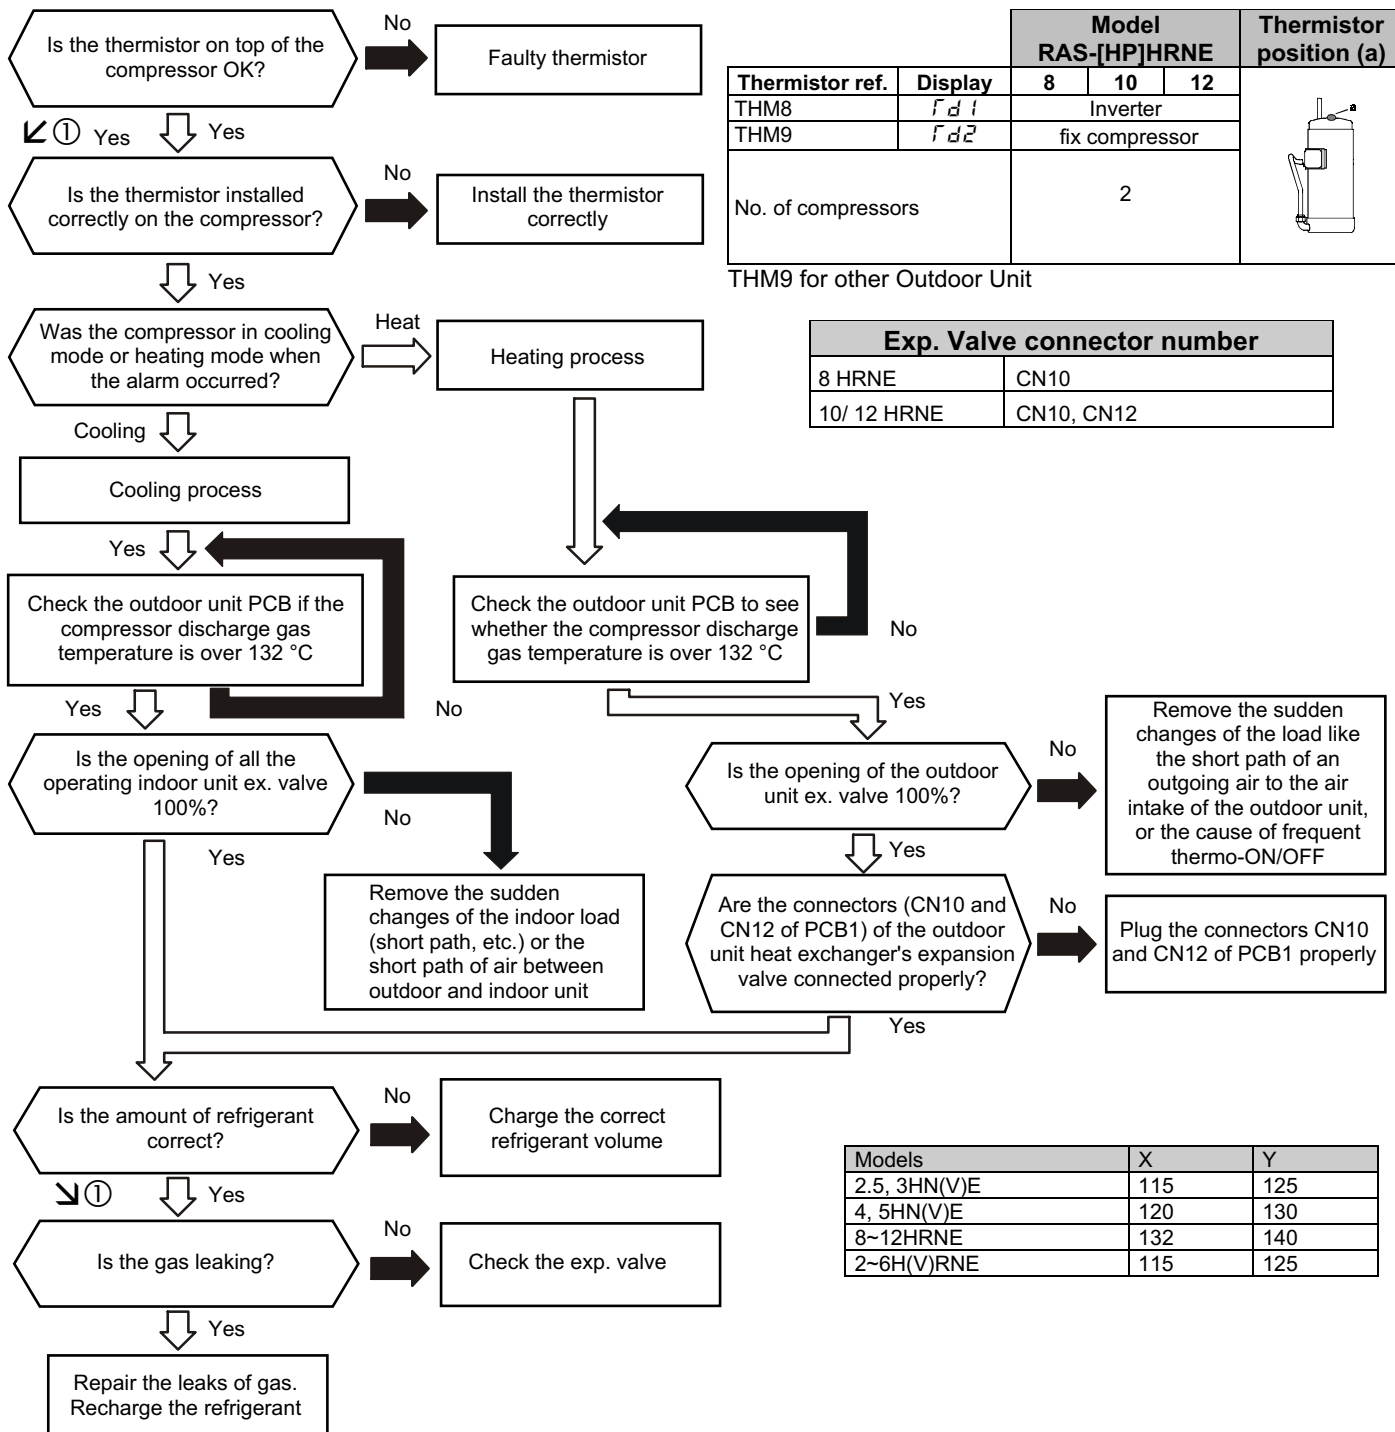 Is the thermistor on top of the
compressor OK?
No
Faulty thermistor
① Yes
Yes
Is the thermistor installed
correctly on the compressor?
No
Install the thermistor
correctly
Yes
Was the compressor in cooling
mode or heating mode when
the alarm occurred?
Heat
Heating process
Cooling
Cooling process
Yes
Check the outdoor unit PCB if the
compressor discharge gas
temperature is over 132 °C
No
Yes
Is the opening of all the
operating indoor unit ex. valve
100%?
No
Yes
Remove the sudden
changes of the indoor load
(short path, etc.) or the
short path of air between
outdoor and indoor unit
Check the outdoor unit PCB to see
whether the compressor discharge
gas temperature is over 132 °C
No
Yes
Is the opening of the outdoor
unit ex. valve 100%?
No
Remove the sudden
changes of the load like
the short path of an
outgoing air to the air
intake of the outdoor unit,
or the cause of frequent
thermo-ON/OFF
Yes
Are the connectors (CN10 and
CN12 of PCB1) of the outdoor
unit heat exchanger's expansion
valve connected properly?
No
Plug the connectors CN10
and CN12 of PCB1 properly
Yes
Is the amount of refrigerant
correct?
No
Charge the correct
refrigerant volume
① Yes
Is the gas leaking?
No
Check the exp. valve
Yes
Repair the leaks of gas.
Recharge the refrigerant
Model
RAS-[HP]HRNE
Thermistor
position (a)
Thermistor ref. Display 8 10 12
THM8 Td1 Inverter
THM9 Td2 fix compressor
No. of compressors 2
a
THM9 for other Outdoor Unit
Exp. Valve connector number
8 HRNE CN10
10/ 12 HRNE CN10, CN12
Models X Y
2.5, 3HN(V)E 115 125
4, 5HN(V)E 120 130
8~12HRNE 132 140
2~6H(V)RNE 115 125